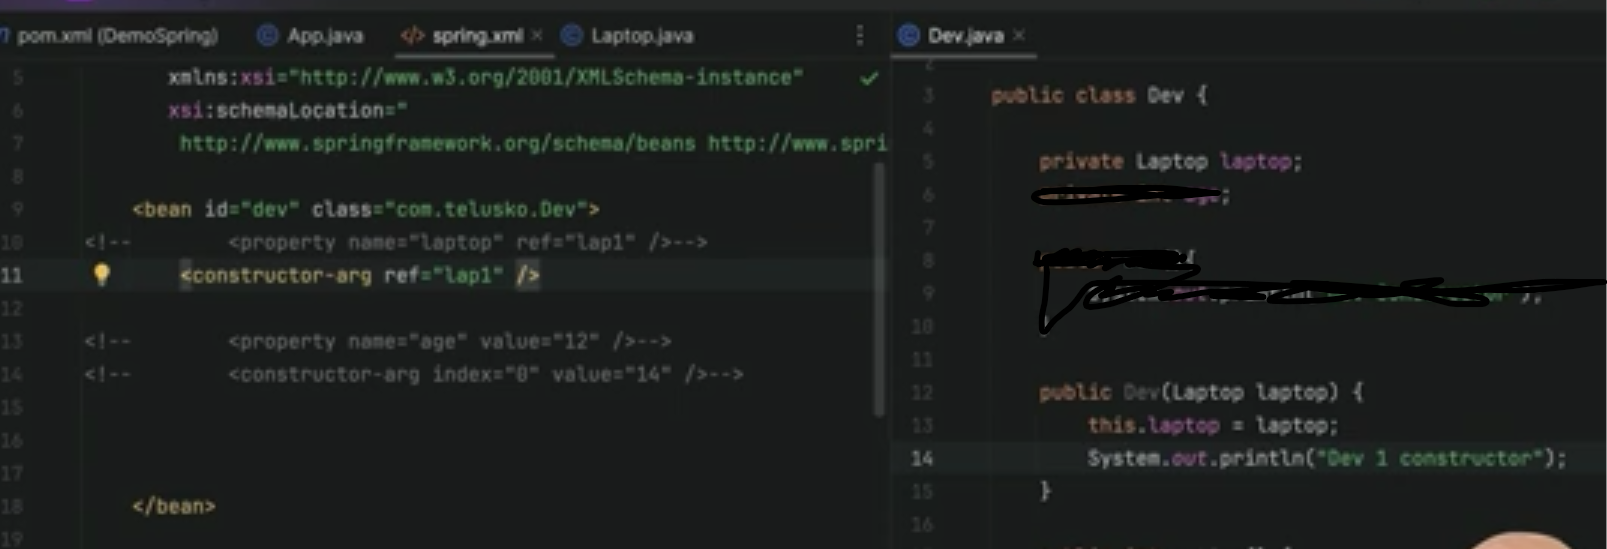 pom.xml (DemoSpring) App.java spring.xml Laptop.java Dev.java
5 xmlns:xsi="http://www.w3.org/2001/XMLSchema-instance"
6 xsi:schemaLocation="
7 http://www.springframework.org/schema/beans http://www.spri
8
9 <bean id="dev" class="com.telusko.Dev">
10 <!-- <property name="laptop" ref="lap1" />-->
11 <constructor-arg ref="lap1" />
12
13 <!-- <property name="age" value="12" />-->
14 <!-- <constructor-arg index="0" value="14" />-->
15
16
17
18 </bean>
19
2
3 public class Dev {
4
5 private Laptop laptop;
6
7
8 {
9 );
10
11
12 public Dev(Laptop laptop) {
13 this.laptop = laptop;
14 System.out.println("Dev 1 constructor");
15 }
16